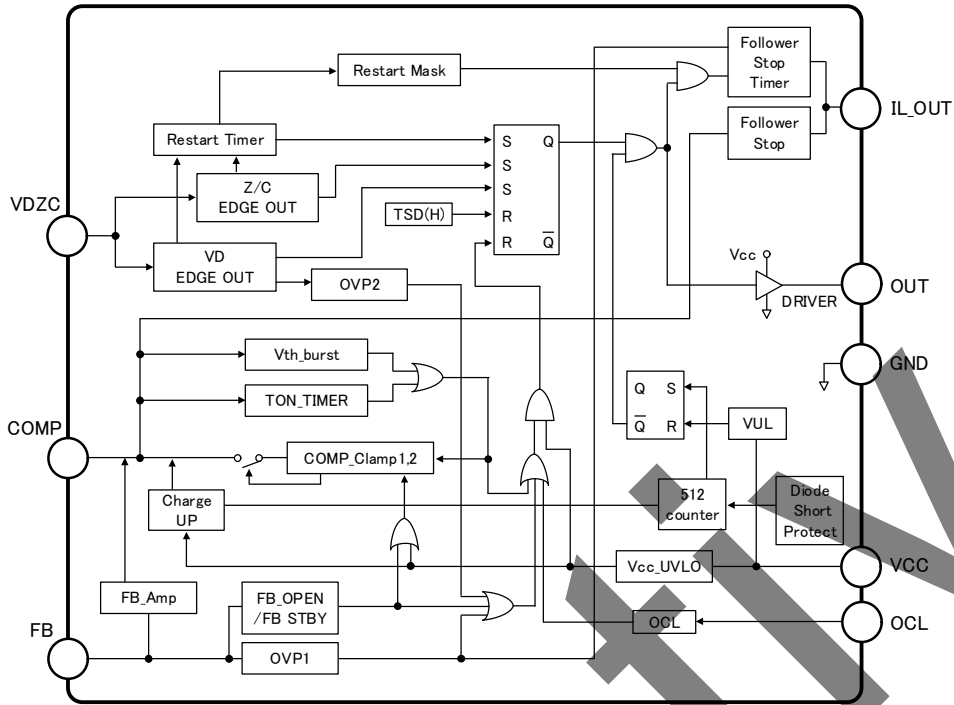 Restart Mask
Follower
Stop
Timer
IL_OUT
Restart Timer
Follower
Stop
S Q
Z/C
EDGE OUT
S
S
VDZC
TSD(H)
R
R Q
VD
EDGE OUT
OVP2
Vcc
DRIVER
OUT
Vth_burst
GND
TON_TIMER
Q S
Q R
VUL
COMP
COMP_Clamp1,2
Charge
UP
512
counter
Diode
Short
Protect
Vcc_UVLO
VCC
FB_Amp
FB_OPEN
/FB STBY
OCL
OCL
FB
OVP1